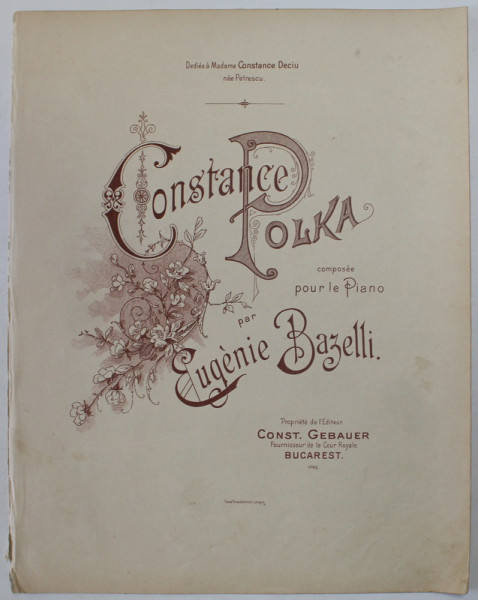 Dediée à Madame Constance Deciu
née Petrescu.
Constance
POLKA
composée
pour le Piano
par
Eugènie Bazelli.
Propriété de l'Editeur
CONST. GEBAUER
Fournisseur de la Cour Royale
BUCAREST.